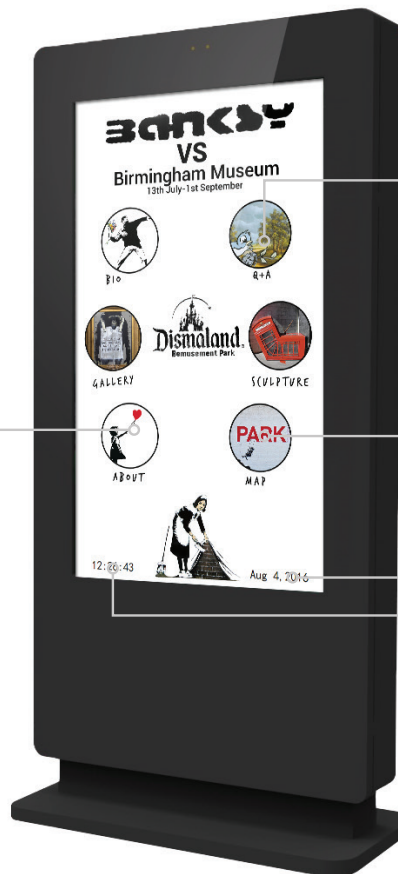 BANKSY
VS
Birmingham Museum
13th July-1st September
BIO
Q+A
GALLERY
Dismaland
Bemusement Park
SCULPTURE
ABOUT
PARK
MAP
12:26:43
Aug 4, 2016